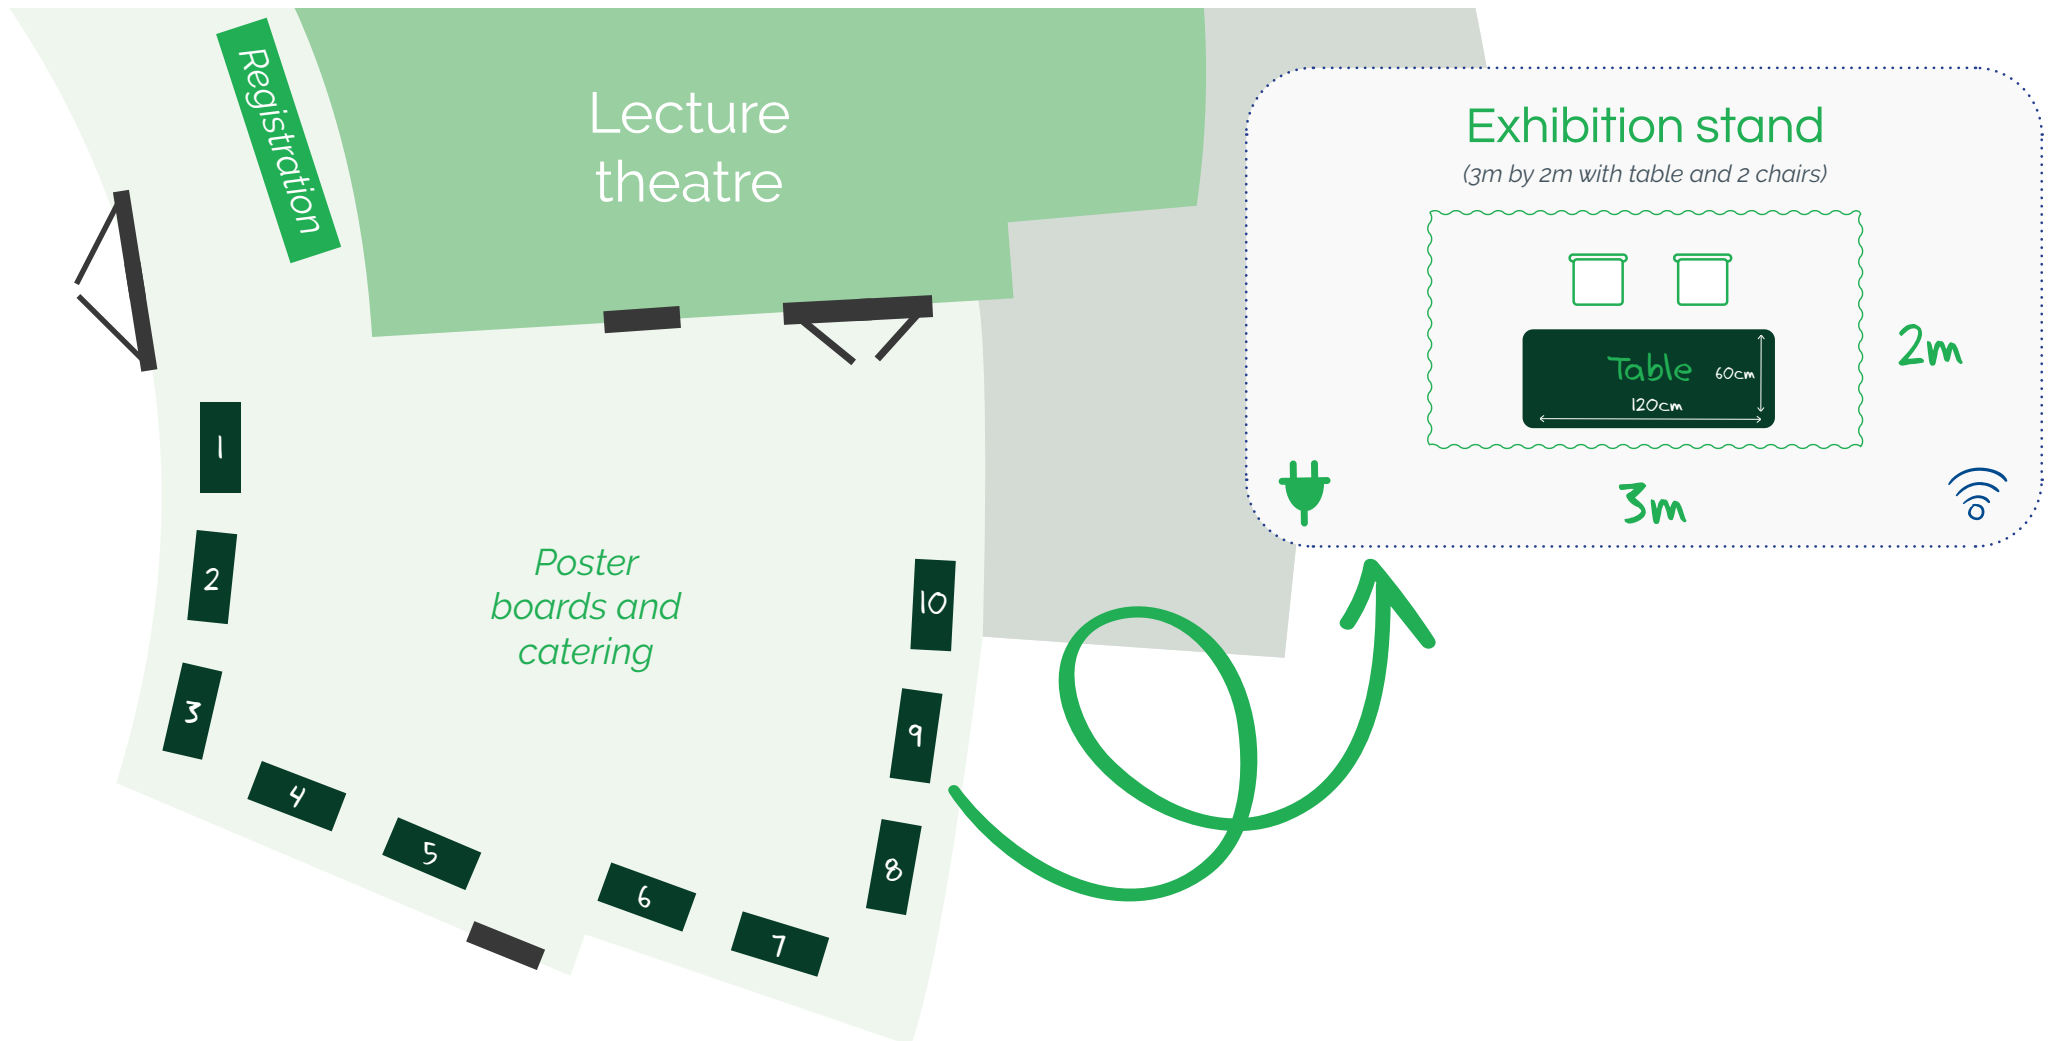 Registration
Lecture
theatre
Exhibition stand
(3m by 2m with table and 2 chairs)
Table
60cm
120cm
2m
3m
1
2
3
4
5
6
7
8
9
10
Poster
boards and
catering